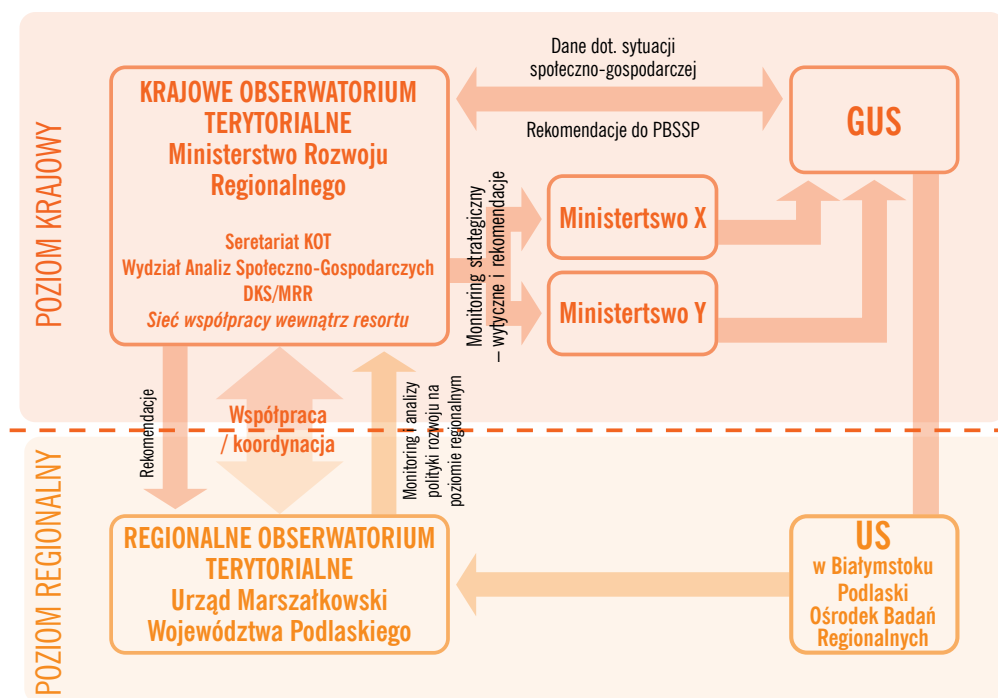 POZIOM KRAJOWY
KRAJOWE OBSERWATORIUM
TERYTORIALNE
Ministerstwo Rozwoju
Regionalnego
Seretariat KOT
Wydział Analiz Społeczno-Gospodarczych
DKS/MRR
Sieć współpracy wewnątrz resortu
Dane dot. sytuacji
społeczno-gospodarczej
Rekomendacje do PBSSP
GUS
Monitoring strategiczny
– wytyczne i rekomendacje
Ministertswo X
Ministertswo Y
Rekomendacje
Współpraca
/ koordynacja
Monitoring i analizy
polityki rozwoju na
poziomie regionalnym
POZIOM REGIONALNY
REGIONALNE OBSERWATORIUM
TERYTORIALNE
Urząd Marszałkowski
Województwa Podlaskiego
US
w Białymstoku
Podlaski
Ośrodek Badań
Regionalnych